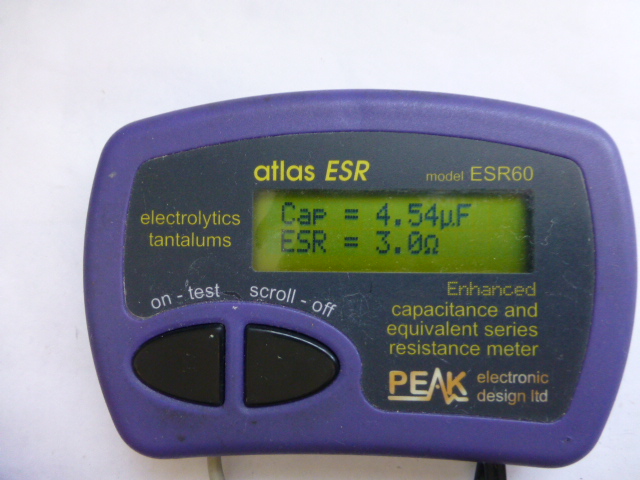 atlas ESR
model ESR60
electrolytics
tantalums
Cap = 4.54µF
ESR = 3.0Ω
on - test
scroll - off
Enhanced
capacitance and
equivalent series
resistance meter
PEAK
electronic
design ltd